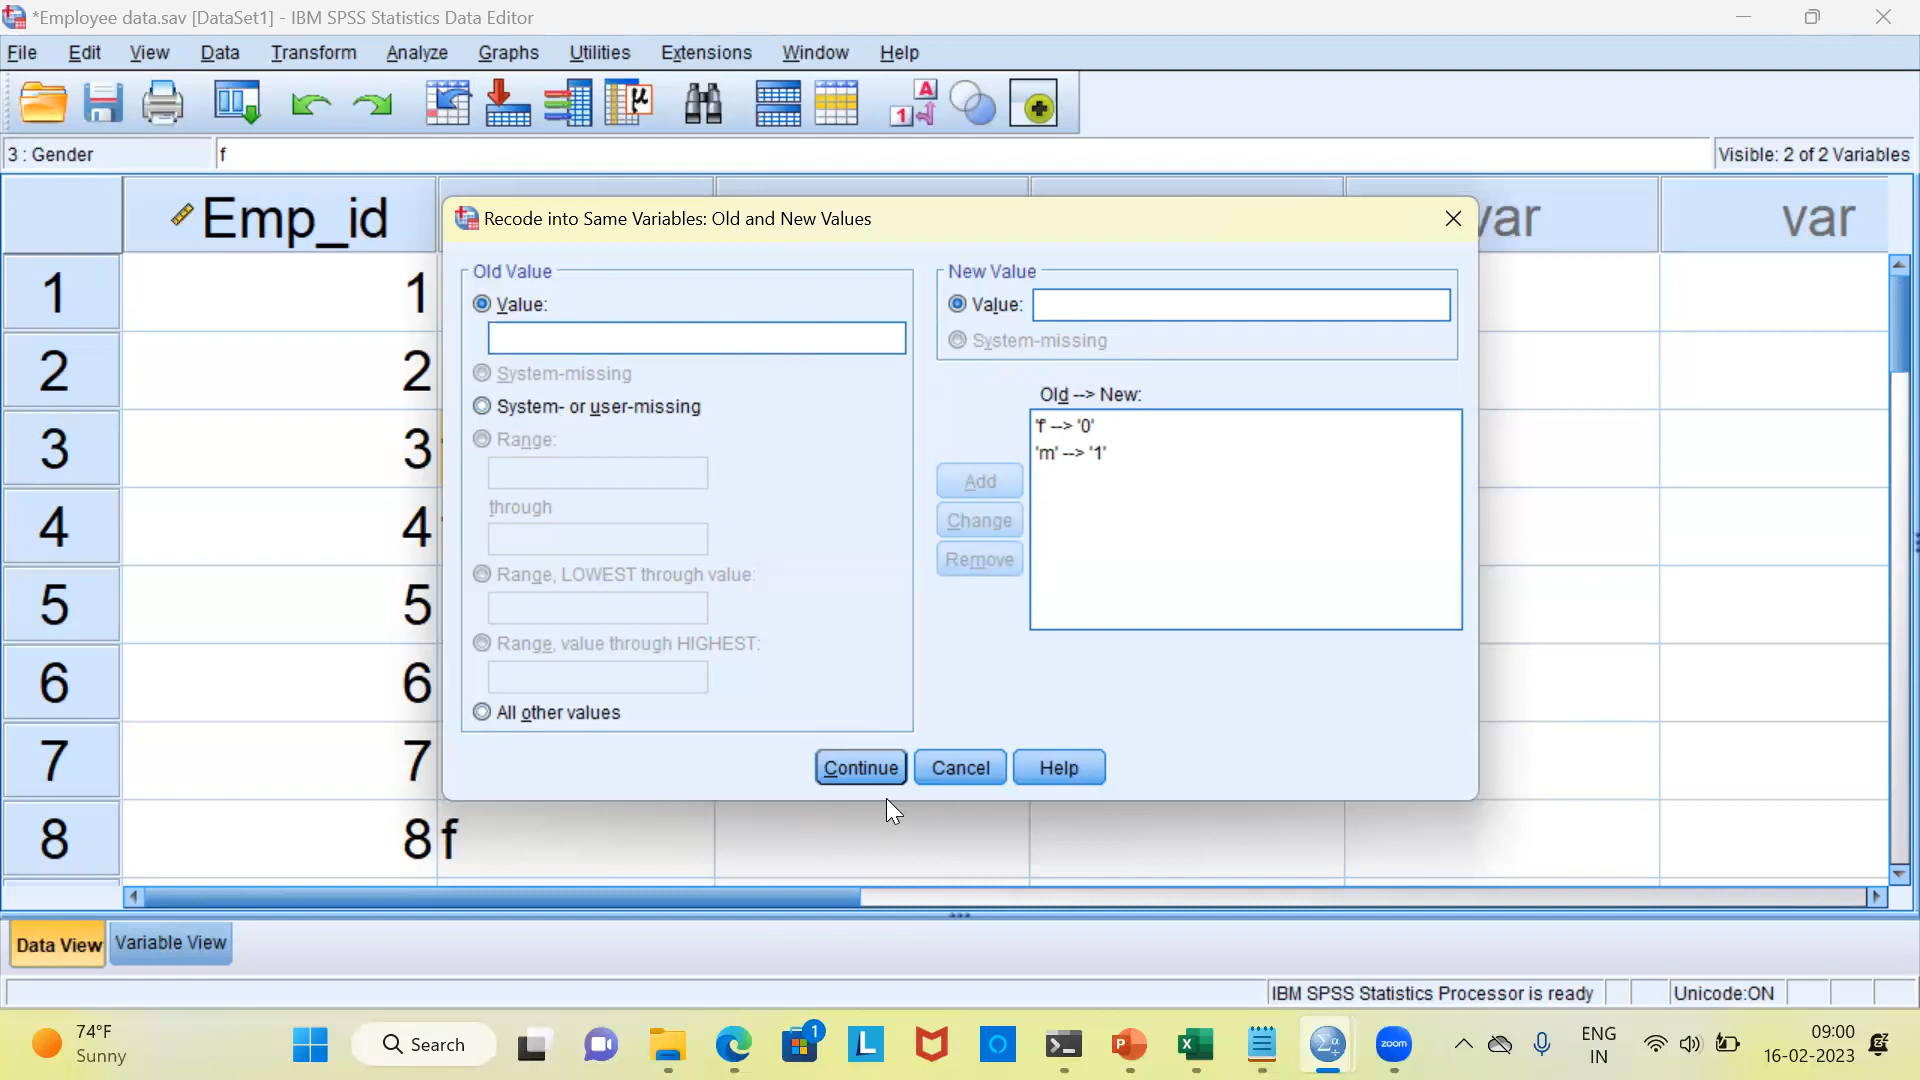 *Employee data.sav [DataSet1] - IBM SPSS Statistics Data Editor
File Edit View Data Transform Analyze Graphs Utilities Extensions Window Help
3 : Gender f Visible: 2 of 2 Variables
Emp_id var var
Recode into Same Variables: Old and New Values
Old Value
Value:
System-missing
System- or user-missing
Range:
through
Range, LOWEST through value:
Range, value through HIGHEST:
All other values
New Value
Value:
System-missing
Old --> New:
'f' --> '0'
'm' --> '1'
Add
Change
Remove
Continue Cancel Help
1 1
2 2
3 3
4 4
5 5
6 6
7 7
8 8 f
Data View Variable View
IBM SPSS Statistics Processor is ready Unicode:ON
74°F
Sunny
Search
1
L
zoom
ENG
IN
09:00
16-02-2023